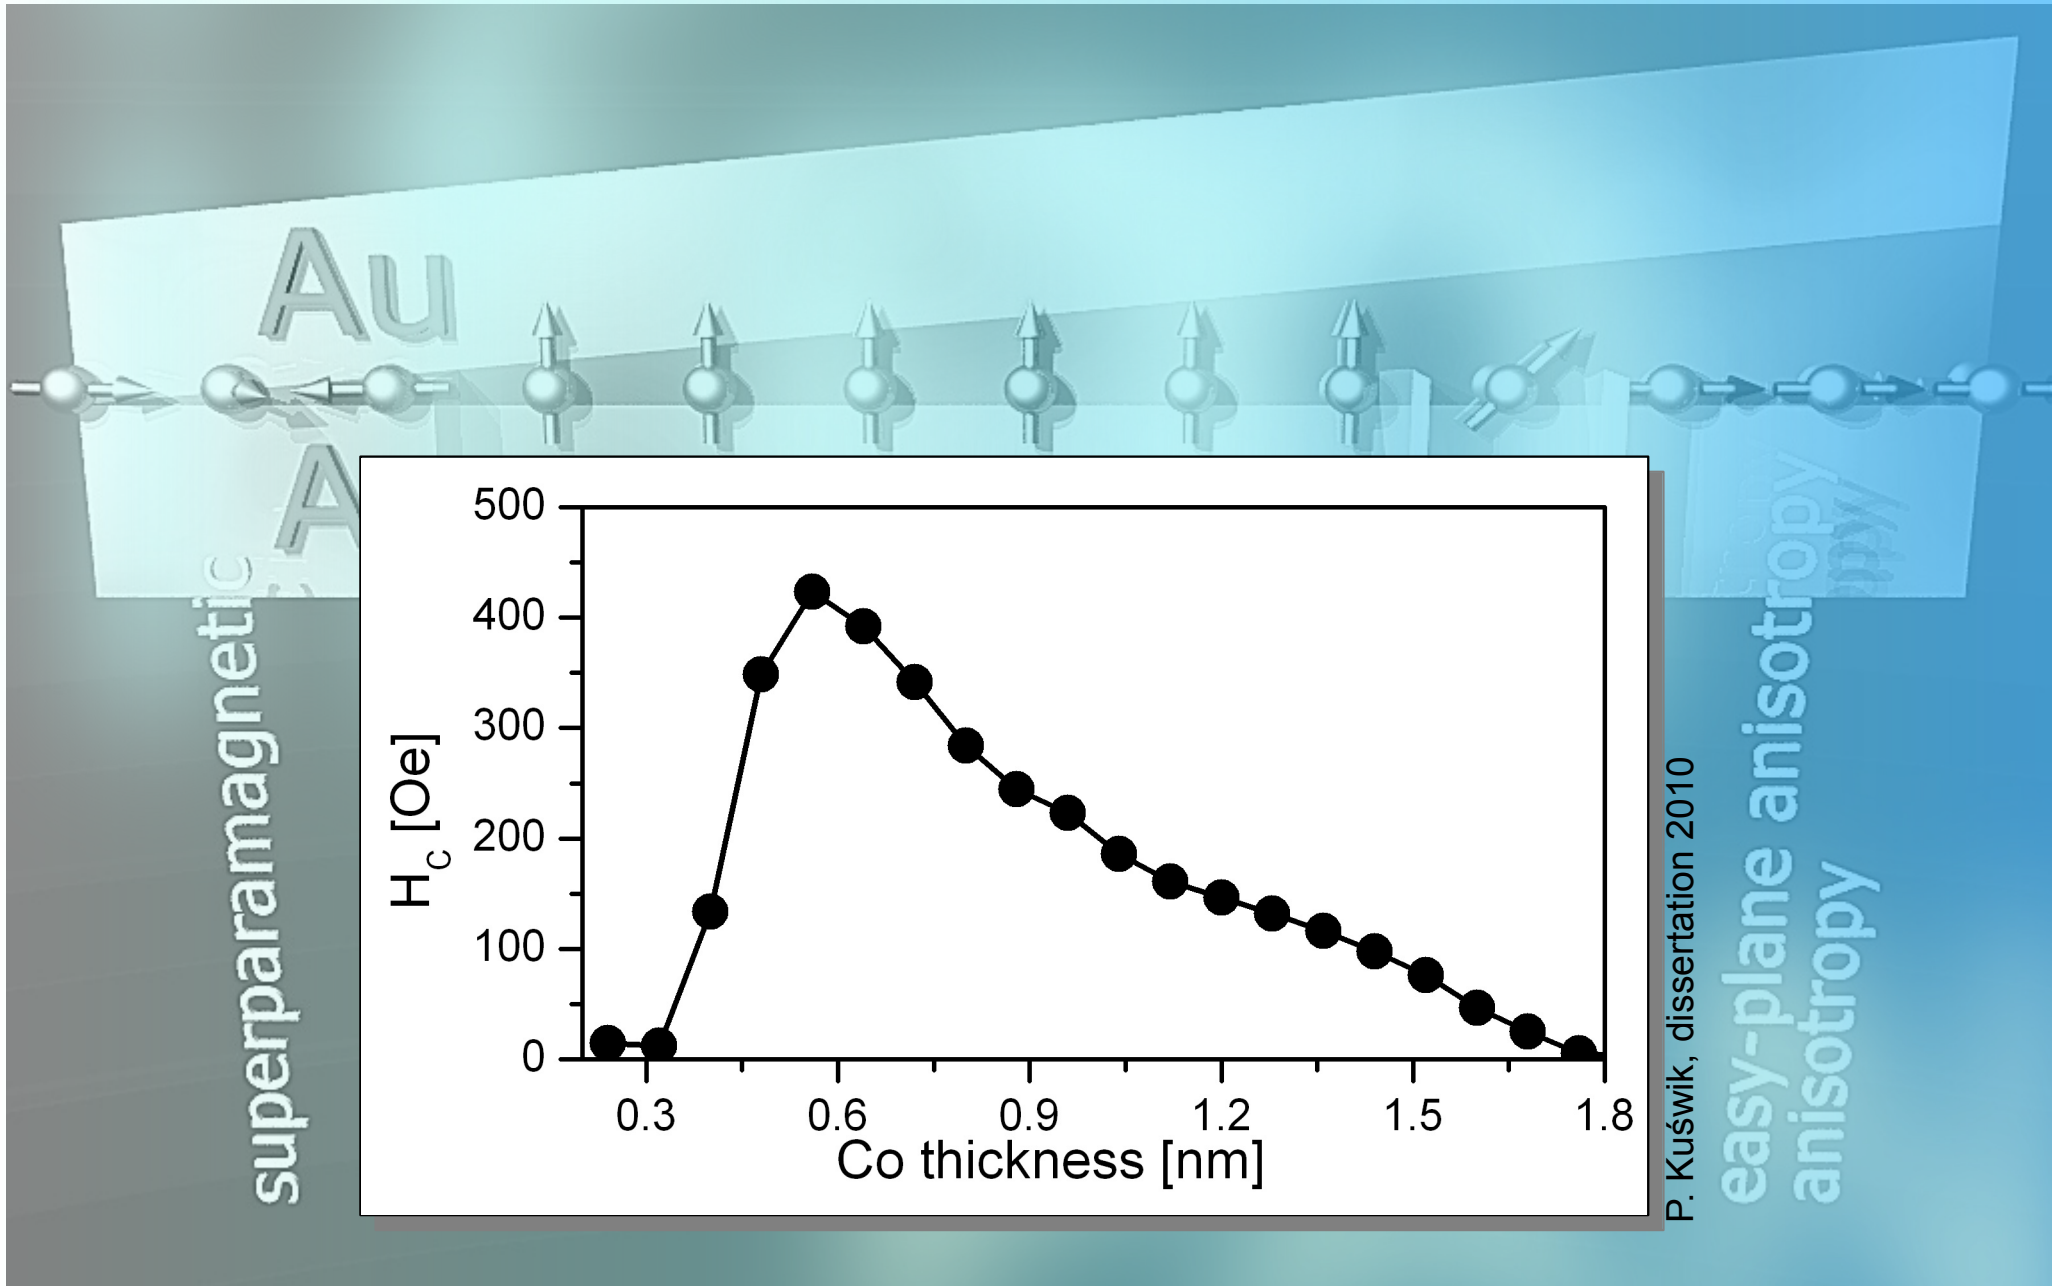 Au
A
superparamagnetic
500
400
300
200
100
0
H_C [Oe]
0.3
0.6
0.9
1.2
1.5
1.8
Co thickness [nm]
P. Kuświk, disssertation 2010
easy-plane anisotropy
anisotropy